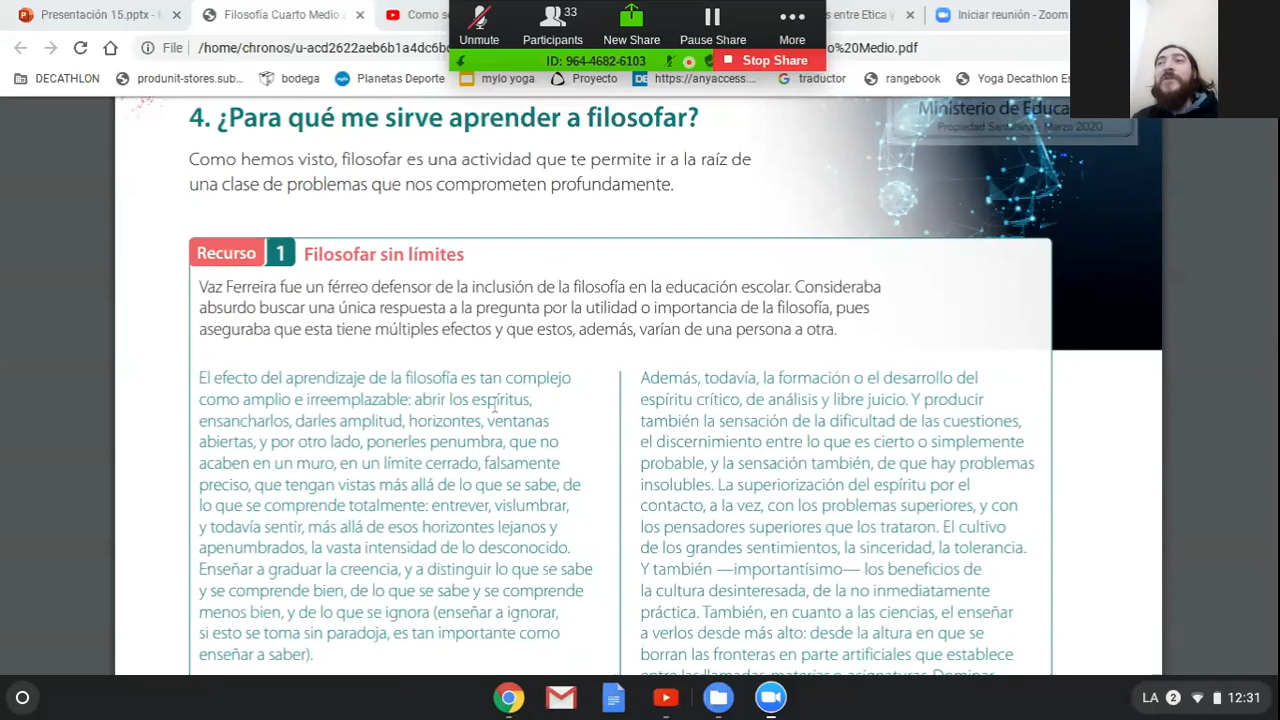 Presentación 15.pptx -
Filosofía Cuarto Medio
Como se
s entre Etica y
Iniciar reunión - Zoom
33
Unmute
Participants
New Share
Pause Share
More
ID: 964-4682-6103
Stop Share
File
/home/chronos/u-acd2622aeb6b1a4dc6bc
o%20Medio.pdf
DECATHLON
produnit-stores.sub...
bodega
Planetas Deporte
mylo yoga
Proyecto
https://anyaccess.
traductor
rangebook
Yoga Decathlon Es
Ministerio de Educa
Propiedad Santillana - Marzo 2020
4. ¿Para qué me sirve aprender a filosofar?
Como hemos visto, filosofar es una actividad que te permite ir a la raíz de
una clase de problemas que nos comprometen profundamente.
Recurso 1 Filosofar sin límites
Vaz Ferreira fue un férreo defensor de la inclusión de la filosofía en la educación escolar. Consideraba
absurdo buscar una única respuesta a la pregunta por la utilidad o importancia de la filosofía, pues
aseguraba que esta tiene múltiples efectos y que estos, además, varían de una persona a otra.
El efecto del aprendizaje de la filosofía es tan complejo
como amplio e irreemplazable: abrir los espíritus,
ensancharlos, darles amplitud, horizontes, ventanas
abiertas, y por otro lado, ponerles penumbra, que no
acaben en un muro, en un límite cerrado, falsamente
preciso, que tengan vistas más allá de lo que se sabe, de
lo que se comprende totalmente: entrever, vislumbrar,
y todavía sentir, más allá de esos horizontes lejanos y
apenumbrados, la vasta intensidad de lo desconocido.
Enseñar a graduar la creencia, y a distinguir lo que se sabe
y se comprende bien, de lo que se sabe y se comprende
menos bien, y de lo que se ignora (enseñar a ignorar,
si esto se toma sin paradoja, es tan importante como
enseñar a saber).
Además, todavía, la formación o el desarrollo del
espíritu crítico, de análisis y libre juicio. Y producir
también la sensación de la dificultad de las cuestiones,
el discernimiento entre lo que es cierto o simplemente
probable, y la sensación también, de que hay problemas
insolubles. La superiorización del espíritu por el
contacto, a la vez, con los problemas superiores, y con
los pensadores superiores que los trataron. El cultivo
de los grandes sentimientos, la sinceridad, la tolerancia.
Y también —importantísimo— los beneficios de
la cultura desinteresada, de la no inmediatamente
práctica. También, en cuanto a las ciencias, el enseñar
a verlos desde más alto: desde la altura en que se
borran las fronteras en parte artificiales que establece
entre las llamadas materias o asignaturas. Dominar
LA 2 12:31